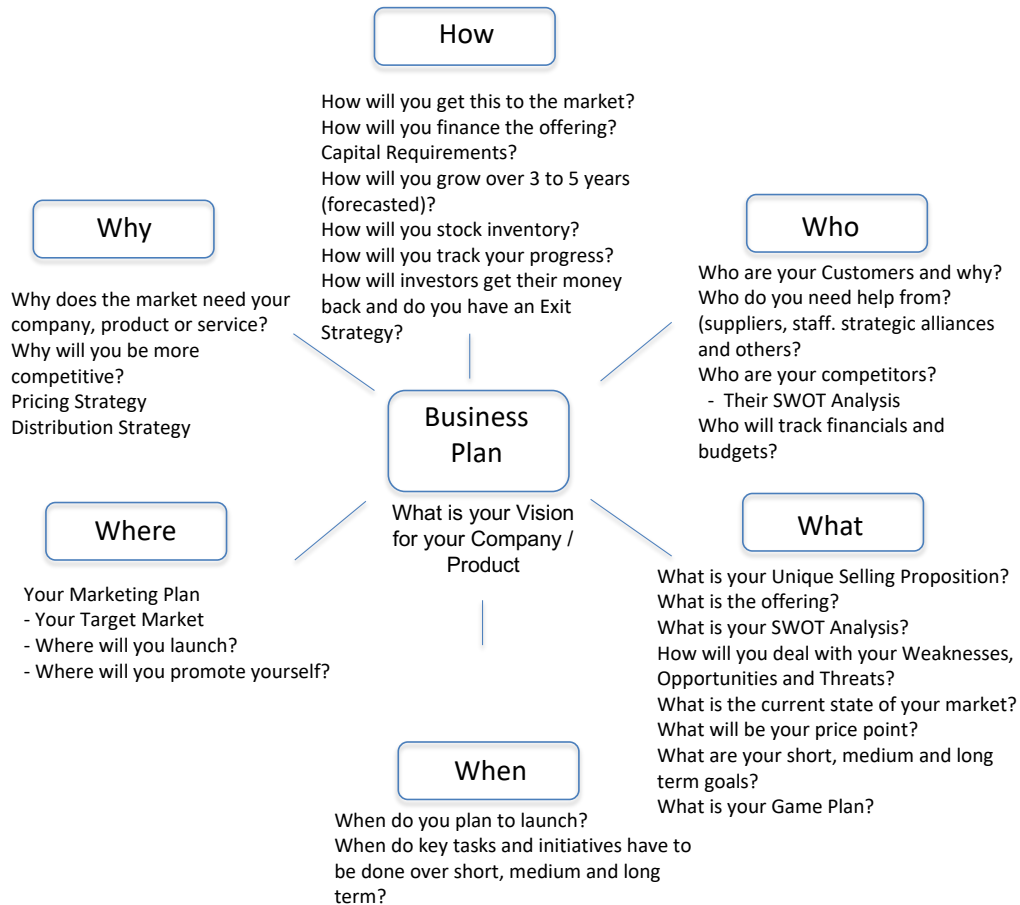 How
How will you get this to the market?
How will you finance the offering?
Capital Requirements?
How will you grow over 3 to 5 years
(forecasted)?
How will you stock inventory?
How will you track your progress?
How will investors get their money
back and do you have an Exit
Strategy?
Why
Why does the market need your
company, product or service?
Why will you be more
competitive?
Pricing Strategy
Distribution Strategy
Who
Who are your Customers and why?
Who do you need help from?
(suppliers, staff. strategic alliances
and others?
Who are your competitors?
- Their SWOT Analysis
Who will track financials and
budgets?
Business
Plan
What is your Vision
for your Company /
Product
Where
Your Marketing Plan
- Your Target Market
- Where will you launch?
- Where will you promote yourself?
What
What is your Unique Selling Proposition?
What is the offering?
What is your SWOT Analysis?
How will you deal with your Weaknesses,
Opportunities and Threats?
What is the current state of your market?
What will be your price point?
What are your short, medium and long
term goals?
What is your Game Plan?
When
When do you plan to launch?
When do key tasks and initiatives have to
be done over short, medium and long
term?